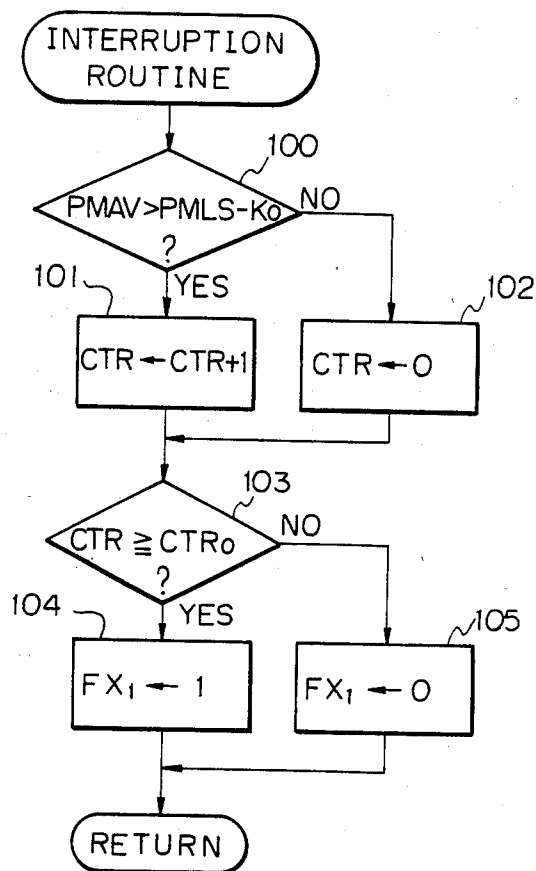 INTERRUPTION
ROUTINE
100
PMAV>PMLS-Ko
?
NO
YES
101
CTR ← CTR+1
102
CTR ← 0
103
CTR ≧ CTRo
?
NO
YES
104
FX₁ ← 1
105
FX₁ ← 0
RETURN